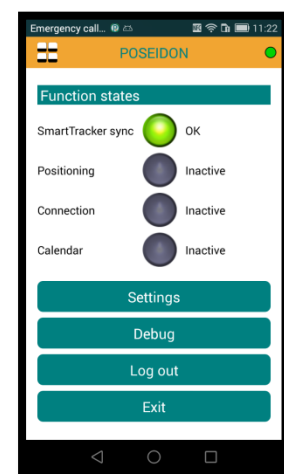 Emergency call... 11:22
POSEIDON
Function states
SmartTracker sync OK
Positioning Inactive
Connection Inactive
Calendar Inactive
Settings
Debug
Log out
Exit